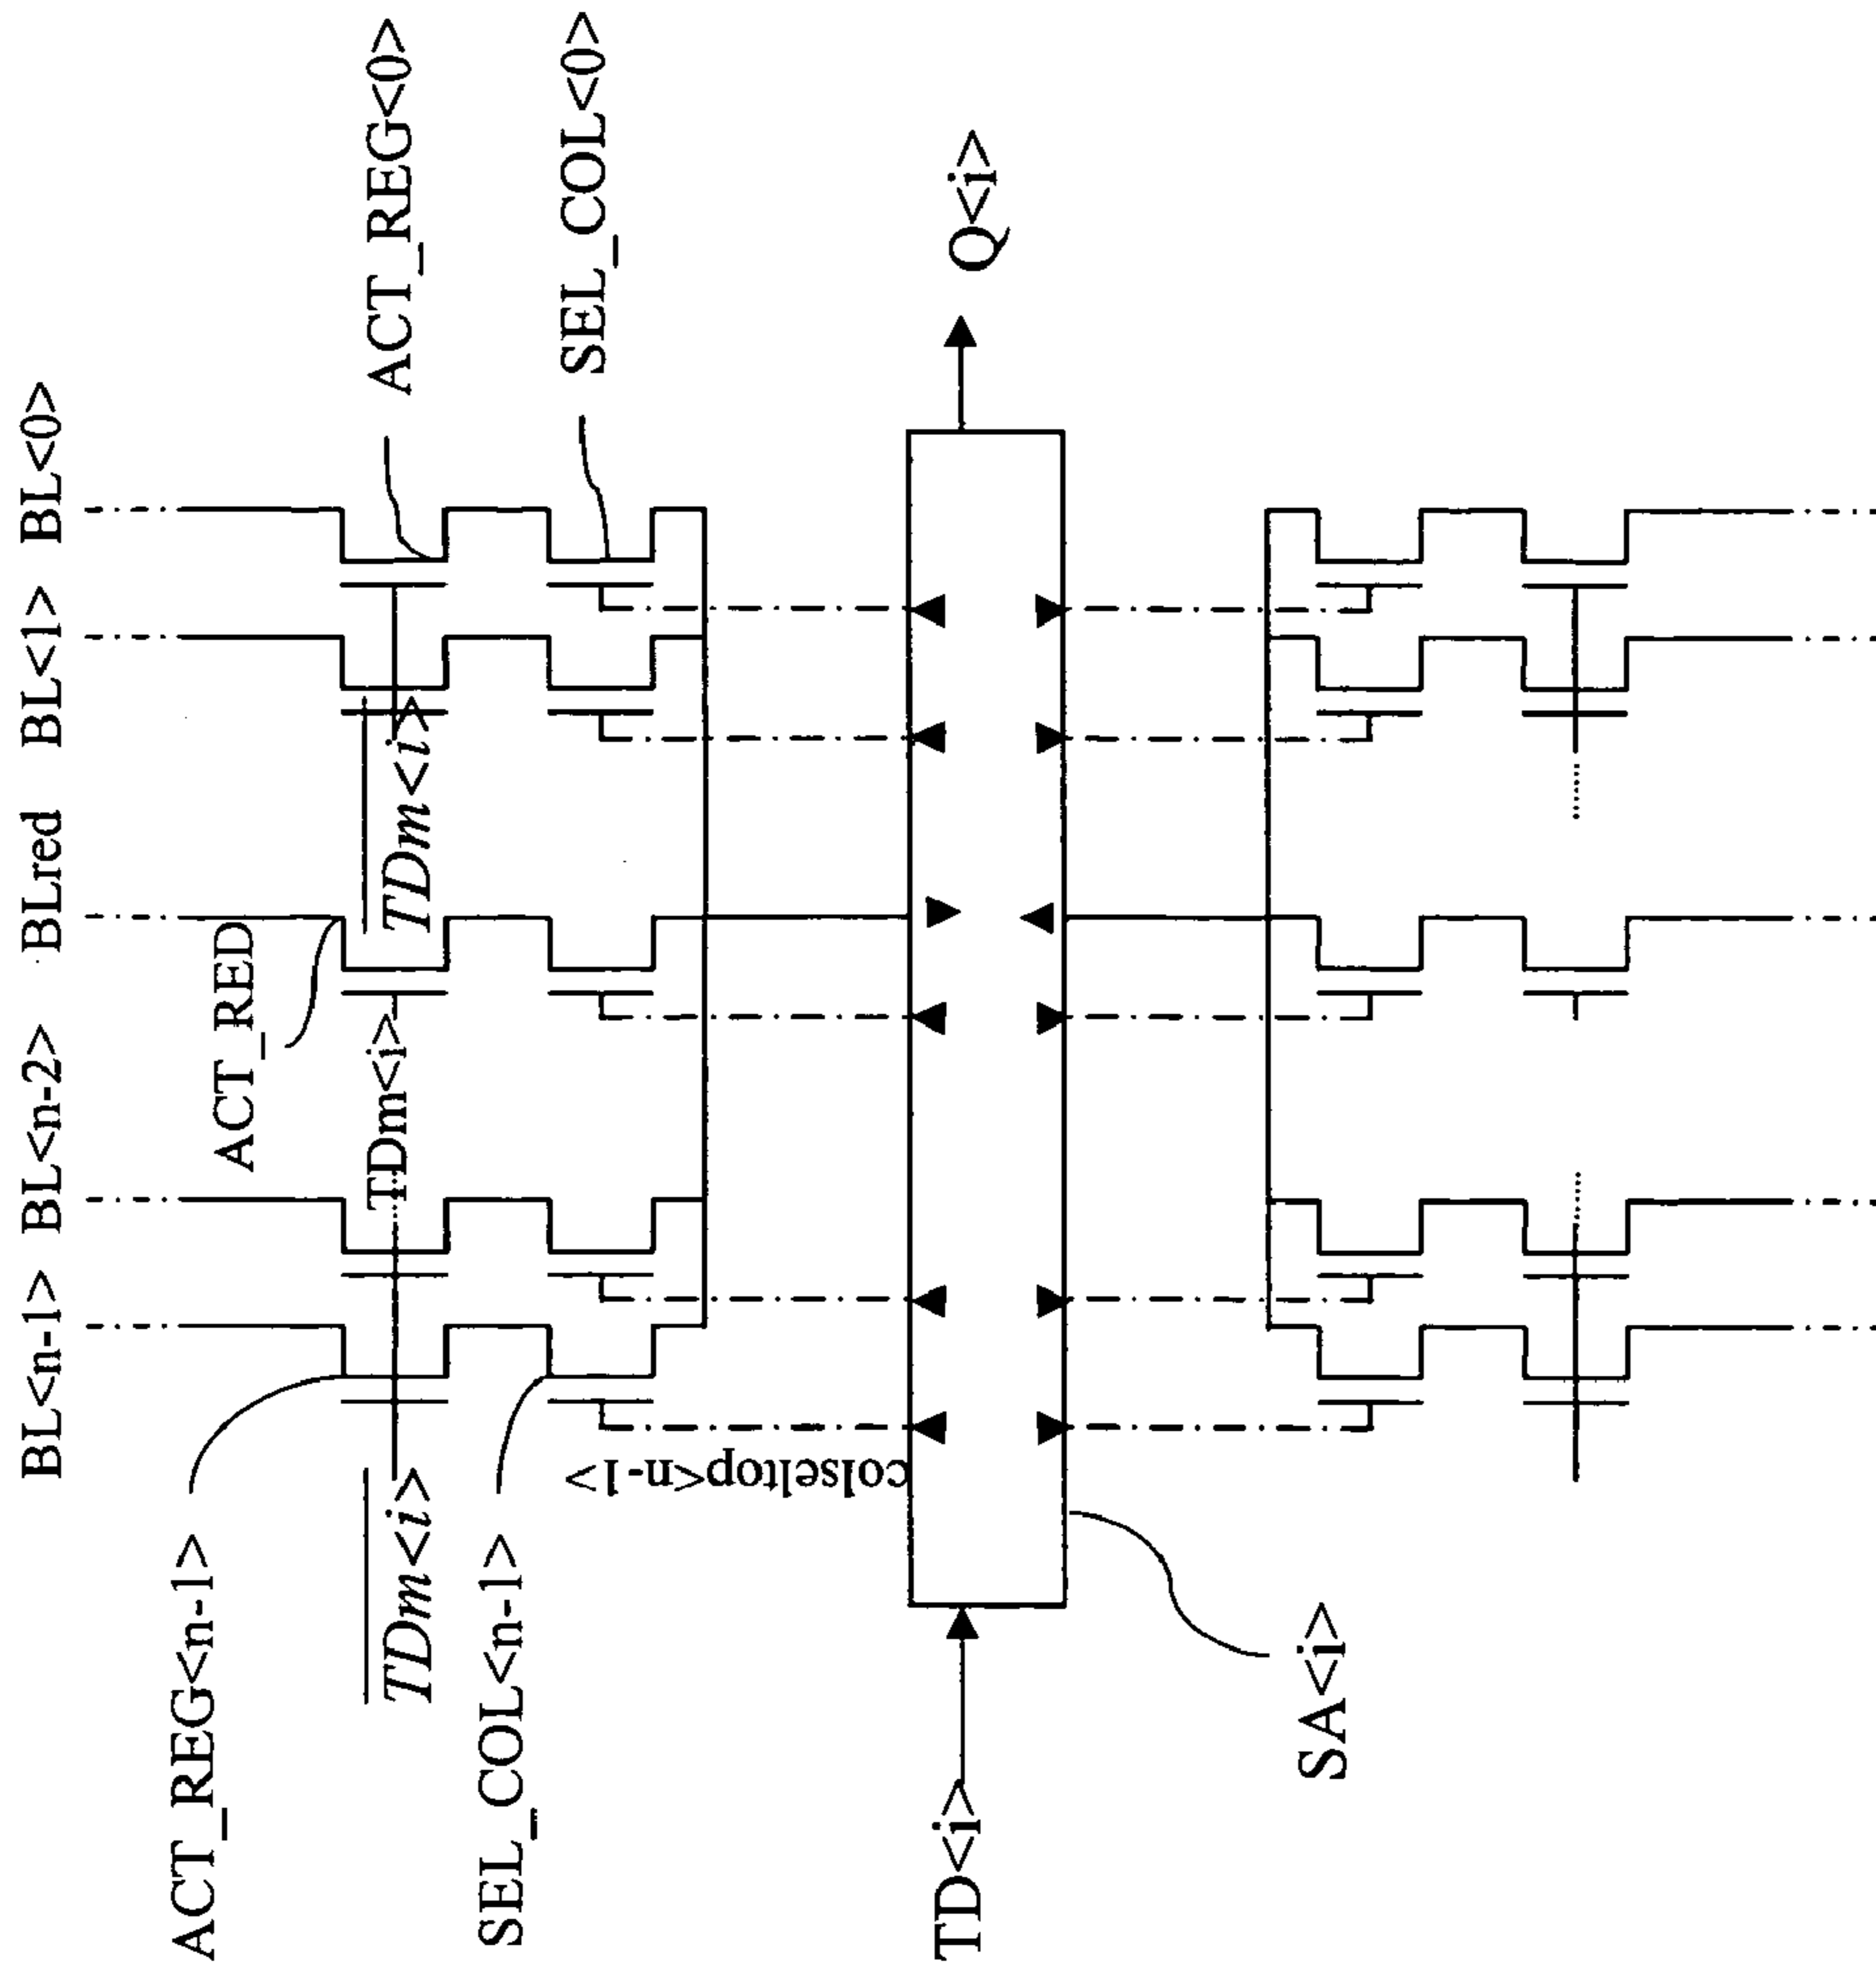 BL<n-1> BL<n-2> BLred BL<1> BL<0>
ACT_RED
ACT_REG<n-1>
ACT_REG<0>
TDm<i>
TDm<i>
TDm<i>
SEL_COL<n-1>
SEL_COL<0>
colseltop<n-1>
TD<i>
Q<i>
SA<i>